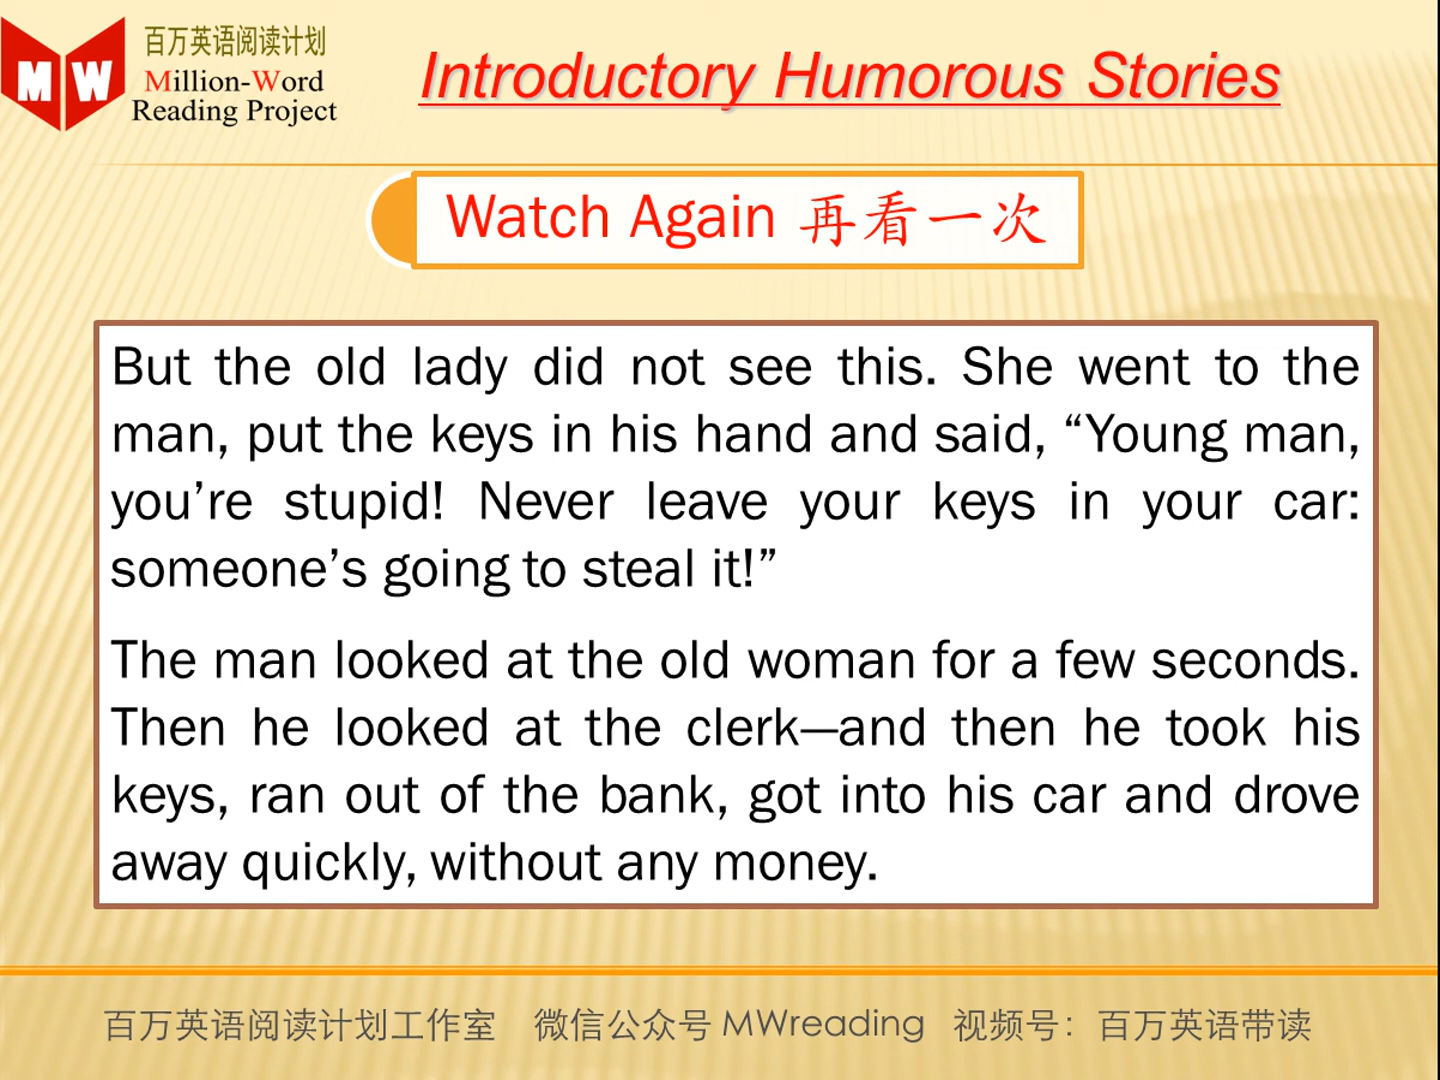 百万英语阅读计划
Million-Word
Reading Project
Introductory Humorous Stories
Watch Again 再看一次
But the old lady did not see this. She went to the
man, put the keys in his hand and said, “Young man,
you’re stupid! Never leave your keys in your car:
someone’s going to steal it!”
The man looked at the old woman for a few seconds.
Then he looked at the clerk—and then he took his
keys, ran out of the bank, got into his car and drove
away quickly, without any money.
百万英语阅读计划工作室 微信公众号 MWreading 视频号：百万英语带读